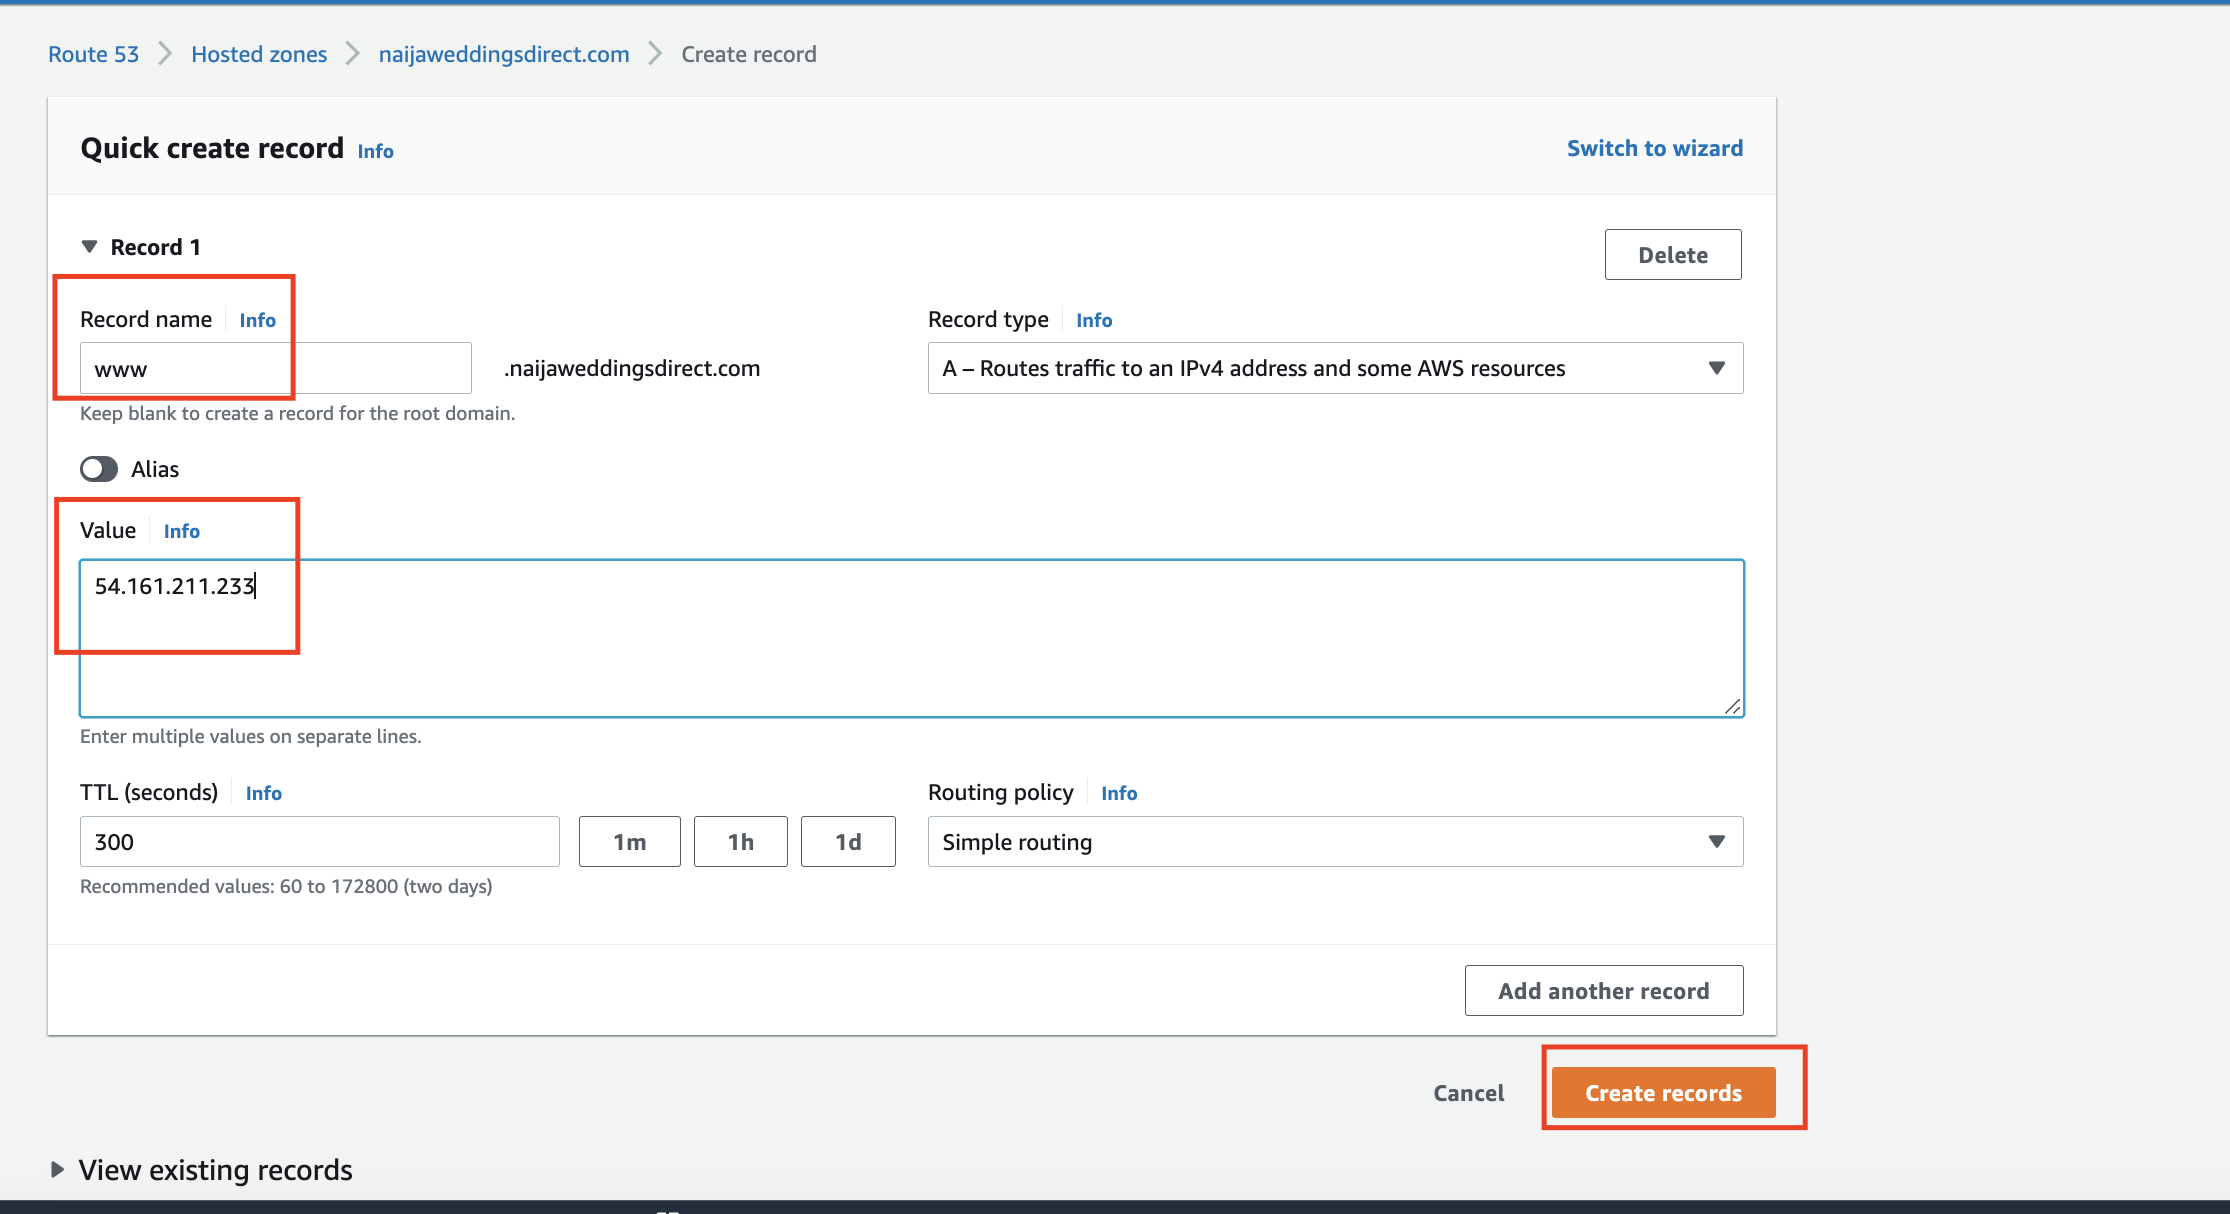 Route 53 > Hosted zones > naijaweddingsdirect.com > Create record
Quick create record Info
Switch to wizard
Record 1
Delete
Record name Info
www
.naijaweddingsdirect.com
Keep blank to create a record for the root domain.
Record type Info
A – Routes traffic to an IPv4 address and some AWS resources
Alias
Value Info
54.161.211.233
Enter multiple values on separate lines.
TTL (seconds) Info
300
1m
1h
1d
Recommended values: 60 to 172800 (two days)
Routing policy Info
Simple routing
Add another record
Cancel
Create records
View existing records